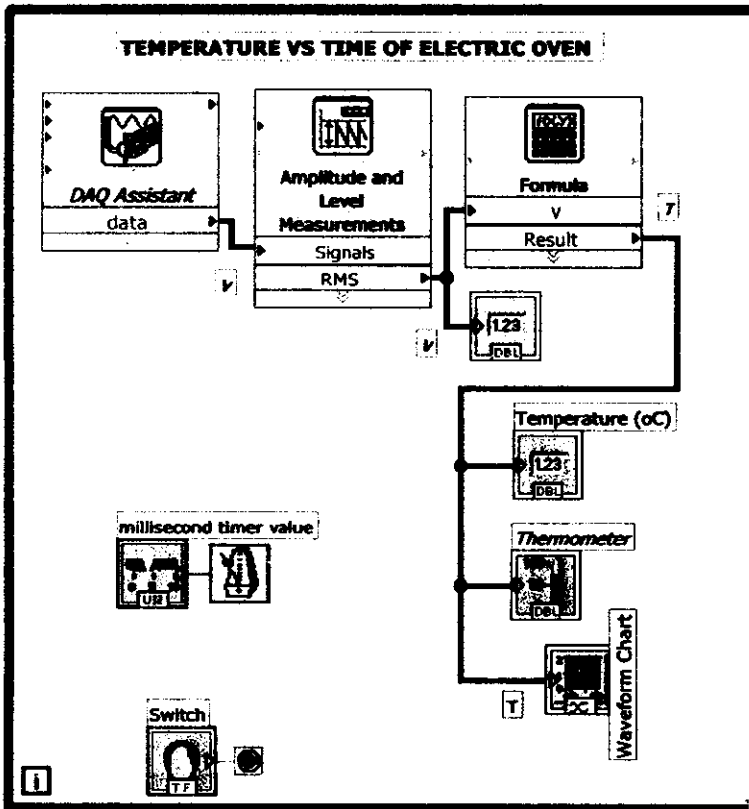 TEMPERATURE VS TIME OF ELECTRIC OVEN
DAQ Assistant
data
Amplitude and
Level
Measurements
Signals
RMS
Formula
V
Result
T
V
V
1.23
DBL
Temperature (oC)
1.23
DBL
millisecond timer value
U32
Thermometer
DBL
Waveform Chart
T
Switch
TF
i